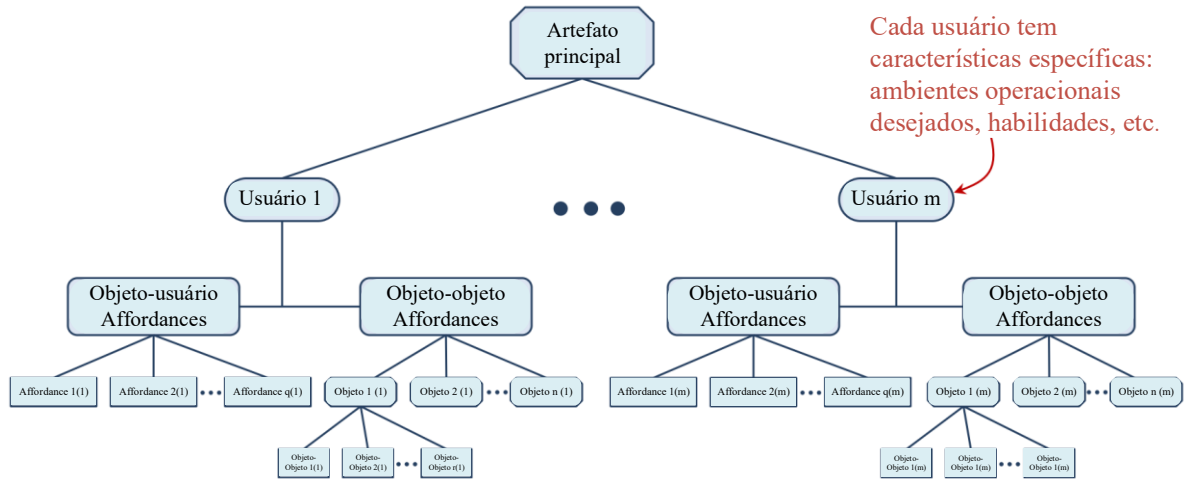 Artefato
principal
Cada usuário tem
características específicas:
ambientes operacionais
desejados, habilidades, etc.
Usuário 1
Usuário m
Objeto-usuário
Affordances
Objeto-objeto
Affordances
Objeto-usuário
Affordances
Objeto-objeto
Affordances
Affordance 1(1)
Affordance 2(1)
Affordance q(1)
Objeto 1 (1)
Objeto 2 (1)
Objeto n (1)
Affordance 1(m)
Affordance 2(m)
Affordance q(m)
Objeto 1 (m)
Objeto 2 (m)
Objeto n (m)
Objeto-
Objeto 1(1)
Objeto-
Objeto 2(1)
Objeto-
Objeto r(1)
Objeto-
Objeto 1(m)
Objeto-
Objeto 1(m)
Objeto-
Objeto 1(m)